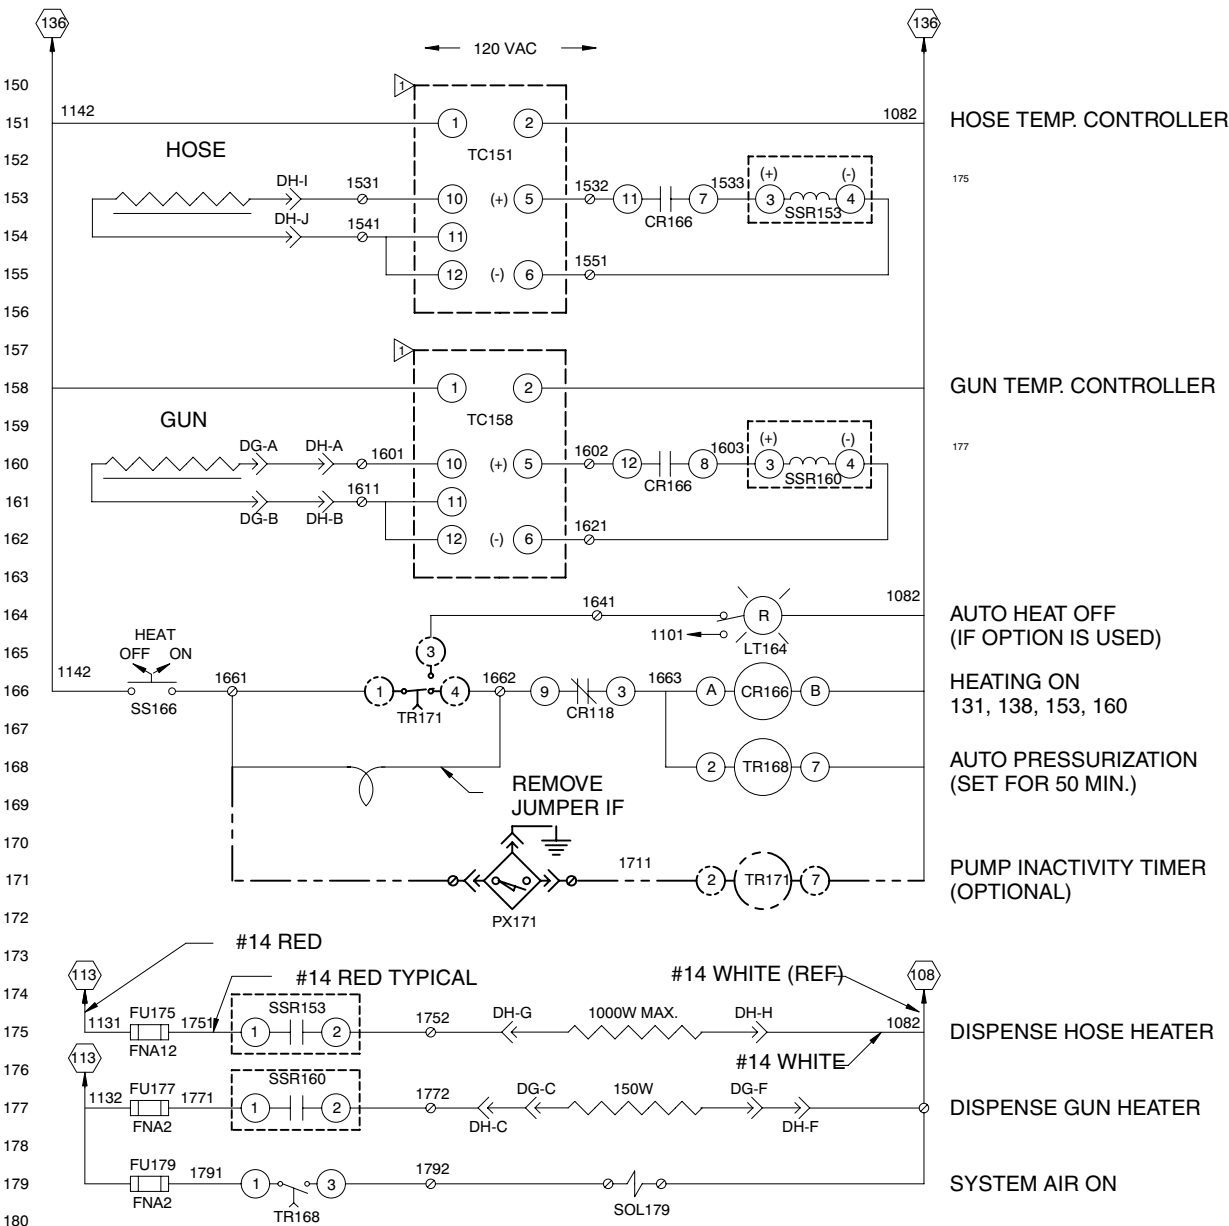 136 136
120 VAC
150 1
1142 1082
151 1 2 HOSE TEMP. CONTROLLER
TC151
152 HOSE
(+) (-)
175
DH-I 1531 1532 1533
153 10 (+) 5 11 7 3 4
CR166 SSR153
DH-J 1541
154 11
1551
155 12 (-) 6
156
157 1
158 1 2 GUN TEMP. CONTROLLER
TC158
159 GUN
(+) (-)
177
DG-A DH-A 1601 1602 1603
160 10 (+) 5 12 8 3 4
CR166 SSR160
1611
161 11
DG-B DH-B
1621
162 12 (-) 6
163
1641 1082
164 R AUTO HEAT OFF
(IF OPTION IS USED)
HEAT 1101
165 OFF ON 3 LT164
1142 1661 1662 1663
166 1 4 9 3 A CR166 B HEATING ON
131, 138, 153, 160
SS166 TR171 CR118
167
168 2 TR168 7 AUTO PRESSURIZATION
(SET FOR 50 MIN.)
REMOVE
JUMPER IF
169
170
1711
171 2 TR171 7 PUMP INACTIVITY TIMER
(OPTIONAL)
PX171
172
173 #14 RED
113 #14 RED TYPICAL #14 WHITE (REF) 108
174
FU175 SSR153
1131 1751 1752 DH-G 1000W MAX. DH-H 1082
175 1 2 DISPENSE HOSE HEATER
FNA12 #14 WHITE
113
176
FU177 SSR160 DG-C 150W DG-F
1132 1771 1772
177 1 2 DISPENSE GUN HEATER
FNA2 DH-C DH-F
178
FU179 1791 1792
179 1 3 SYSTEM AIR ON
FNA2 TR168 SOL179
180